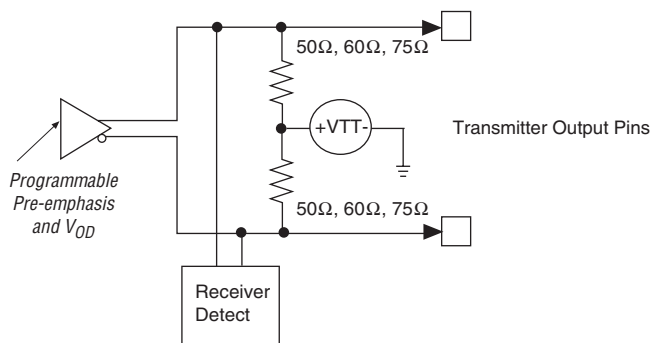 50Ω, 60Ω, 75Ω
+VTT-
Transmitter Output Pins
Programmable
Pre-emphasis
and VOD
50Ω, 60Ω, 75Ω
Receiver
Detect